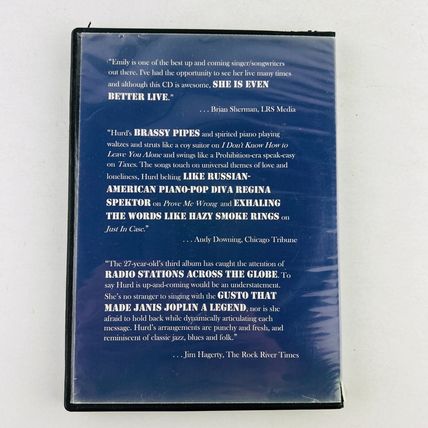 "Emily is one of the best up and coming singer/songwriters
out there. I've had the opportunity to see her live many times
and although this CD is awesome, SHE IS EVEN
BETTER LIVE."
. . . Brian Sherman, LRS Media
"Hurd's BRASSY PIPES and spirited piano playing
waltzes and struts like a coy suitor on I Don't Know How to
Leave You Alone and swings like a Prohibition-era speak-easy
on Taxes. The songs touch on universal themes of love and
loneliness, Hurd belting LIKE RUSSIAN-
AMERICAN PIANO-POP DIVA REGINA
SPEKTOR on Prove Me Wrong and EXHALING
THE WORDS LIKE HAZY SMOKE RINGS on
Just In Case."
. . . Andy Downing, Chicago Tribune
"The 27-year-old's third album has caught the attention of
RADIO STATIONS ACROSS THE GLOBE. To
say Hurd is up-and-coming would be an understatement.
She's no stranger to singing with the GUSTO THAT
MADE JANIS JOPLIN A LEGEND, nor is she
afraid to hold back while dynamically articulating each
message. Hurd's arrangements are punchy and fresh, and
reminiscent of classic jazz, blues and folk."
. . . Jim Hagerty, The Rock River Times